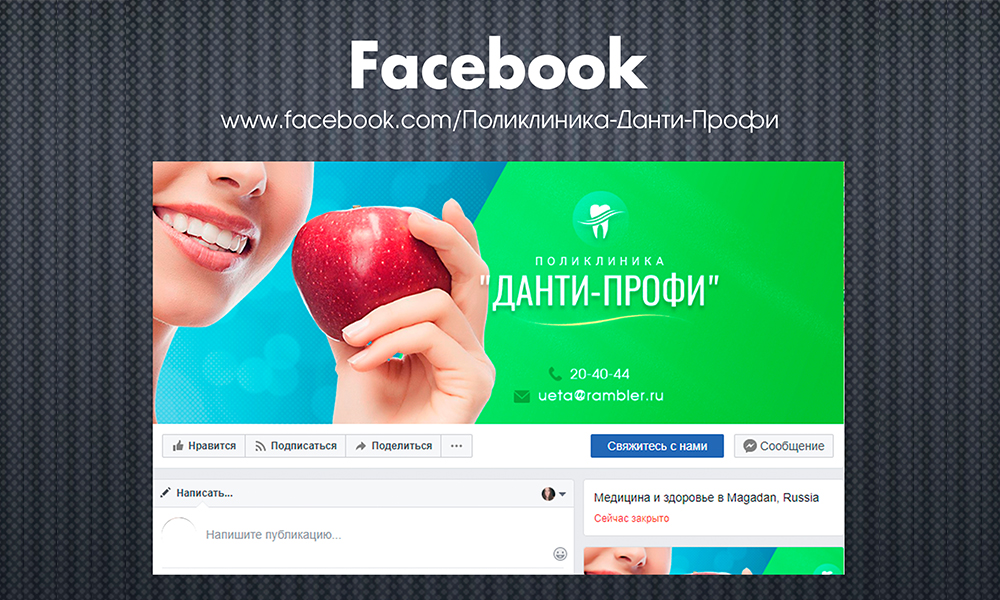 Facebook
www.facebook.com/Поликлиника-Данти-Профи
ПОЛИКЛИНИКА
"ДАНТИ-ПРОФИ"
20-40-44
ueta@rambler.ru
Нравится Подписаться Поделиться ... Свяжитесь с нами Сообщение
Написать...
Напишите публикацию...
Медицина и здоровье в Magadan, Russia
Сейчас закрыто